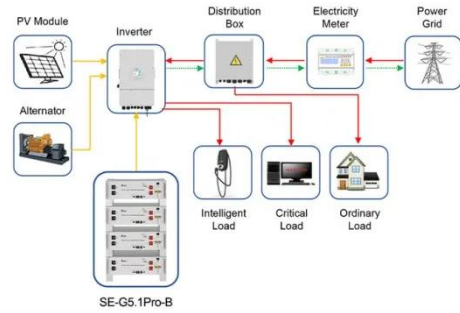 PV Module
Inverter
Distribution
Box
Electricity
Meter
Power
Grid
Alternator
Intelligent
Load
Critical
Load
Ordinary
Load
SE-G5.1Pro-B